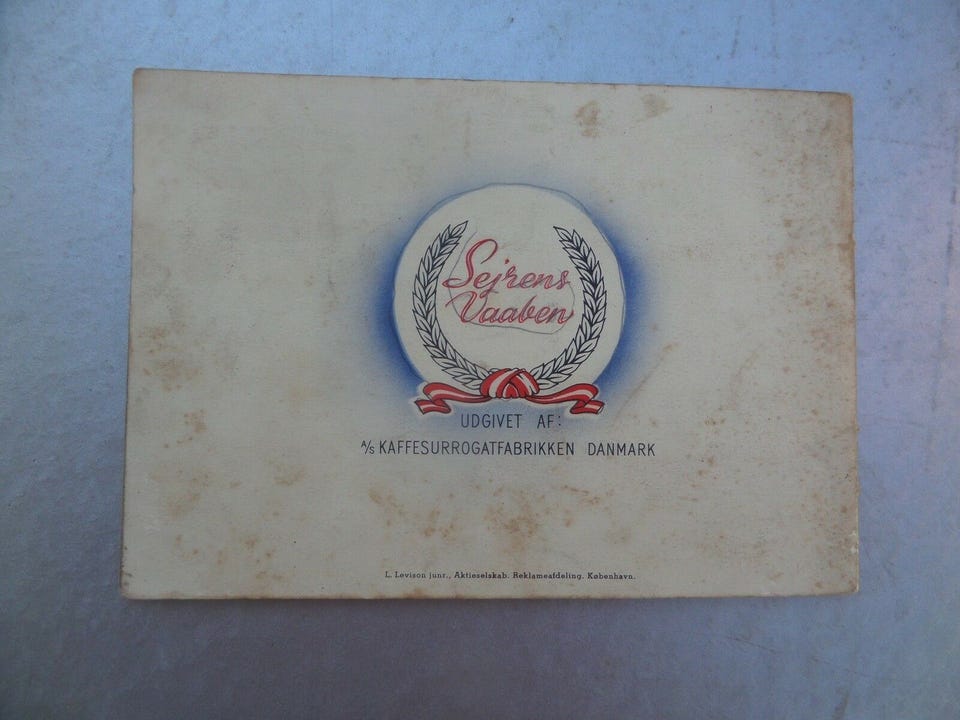 Sejrens
Vaaben
UDGIVET AF:
A/S KAFFESURROGATFABRIKKEN DANMARK
L. Levison junr., Aktieselskab. Reklameafdeling. København.